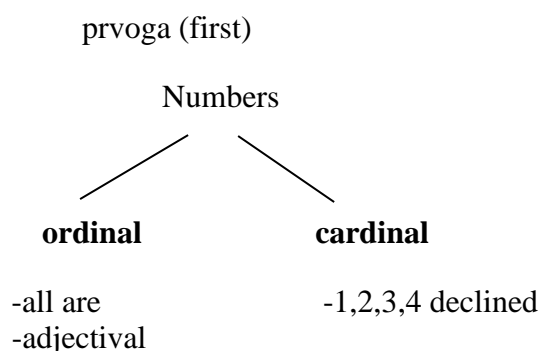 prvoga (first)
Numbers
ordinal cardinal
-all are -1,2,3,4 declined
-adjectival